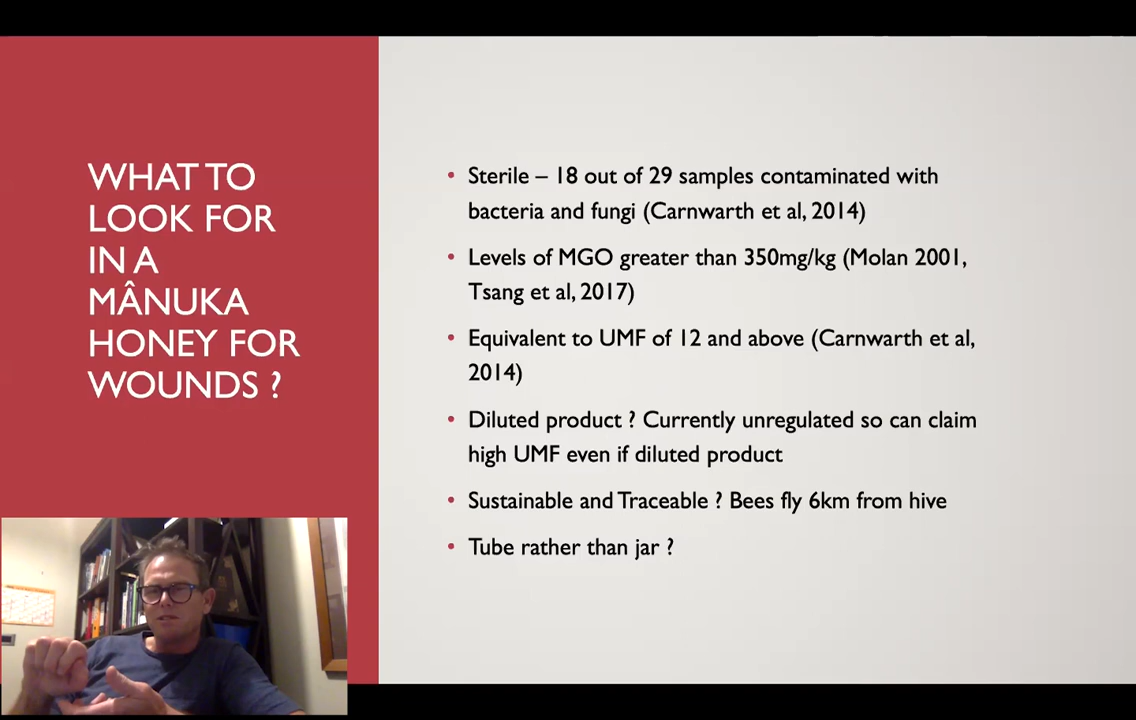 WHAT TO
LOOK FOR
IN A
MÂNUKA
HONEY FOR
WOUNDS ?
• Sterile – 18 out of 29 samples contaminated with
bacteria and fungi (Carnwarth et al, 2014)
• Levels of MGO greater than 350mg/kg (Molan 2001,
Tsang et al, 2017)
• Equivalent to UMF of 12 and above (Carnwarth et al,
2014)
• Diluted product ? Currently unregulated so can claim
high UMF even if diluted product
• Sustainable and Traceable ? Bees fly 6km from hive
• Tube rather than jar ?